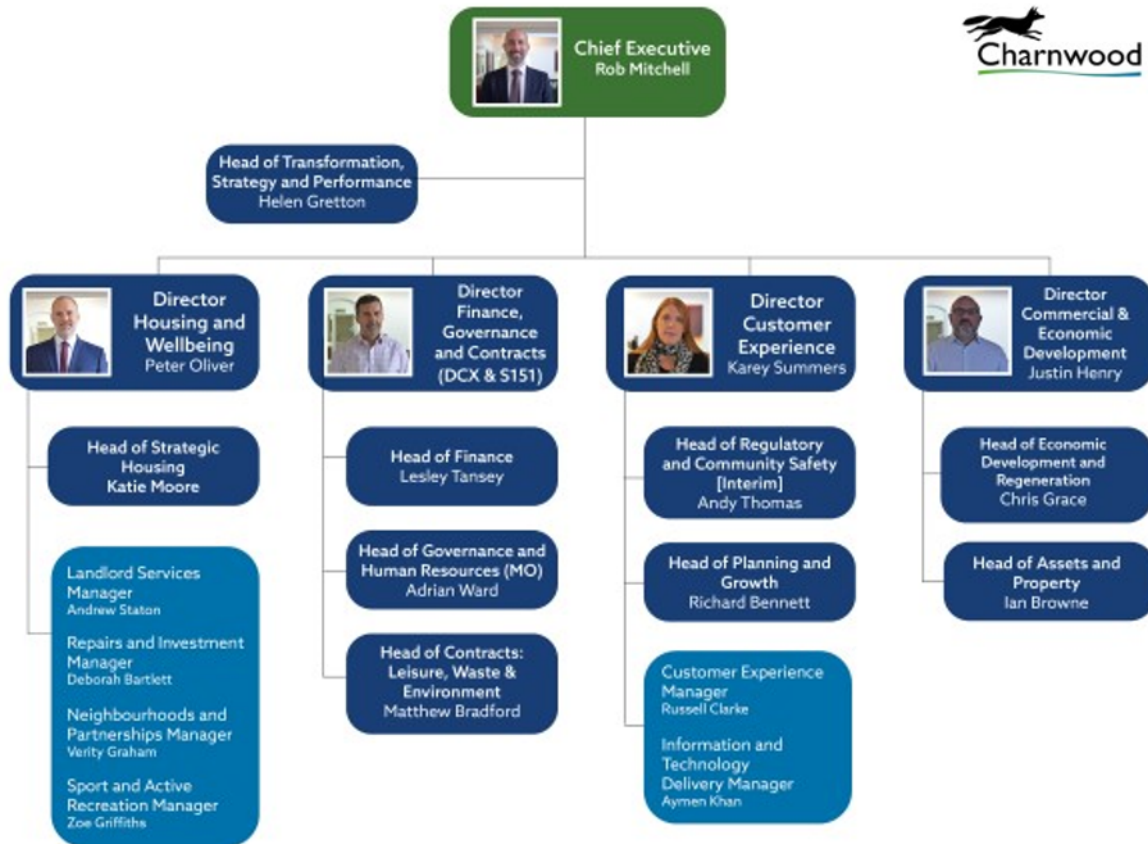 Chief Executive
Rob Mitchell
Charnwood
Head of Transformation,
Strategy and Performance
Helen Gretton
Director
Housing and
Wellbeing
Peter Oliver
Director
Finance,
Governance
and Contracts
(DCX & S151)
Director
Customer
Experience
Karey Summers
Director
Commercial &
Economic
Development
Justin Henry
Head of Strategic
Housing
Katie Moore
Landlord Services
Manager
Andrew Staton
Repairs and Investment
Manager
Deborah Bartlett
Neighbourhoods and
Partnerships Manager
Verity Graham
Sport and Active
Recreation Manager
Zoe Griffiths
Head of Finance
Lesley Tansey
Head of Governance and
Human Resources (MO)
Adrian Ward
Head of Contracts:
Leisure, Waste &
Environment
Matthew Bradford
Head of Regulatory
and Community Safety
[Interim]
Andy Thomas
Head of Planning and
Growth
Richard Bennett
Customer Experience
Manager
Russell Clarke
Information and
Technology
Delivery Manager
Aymen Khan
Head of Economic
Development and
Regeneration
Chris Grace
Head of Assets and
Property
Ian Browne